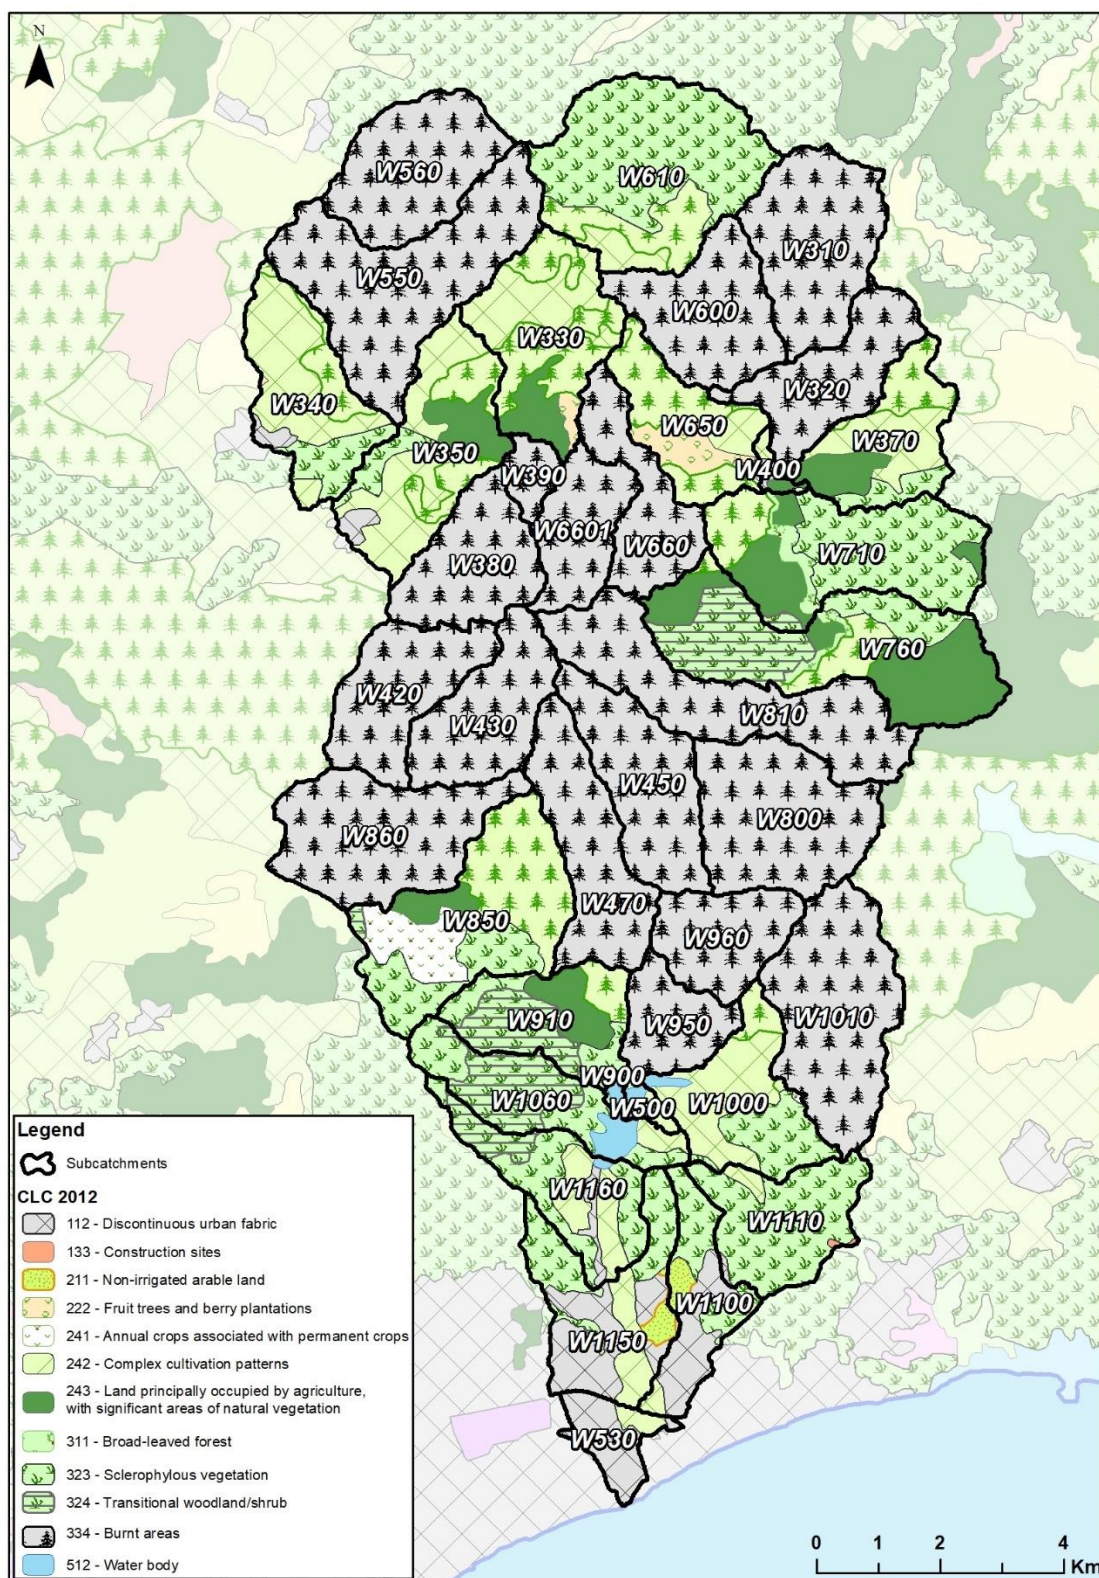 N
W560
W610
W310
W550
W600
W330
W320
W340
W650
W370
W350
W400
W390
W6601
W660
W710
W380
W760
W420
W810
W430
W450
W800
W860
W850
W470
W960
W910
W950
W1010
W900
W1060
W500
W1000
W1160
W1110
W1100
W1150
W530
Legend
Subcatchments
CLC 2012
112 - Discontinuous urban fabric
133 - Construction sites
211 - Non-irrigated arable land
222 - Fruit trees and berry plantations
241 - Annual crops associated with permanent crops
242 - Complex cultivation patterns
243 - Land principally occupied by agriculture,
with significant areas of natural vegetation
311 - Broad-leaved forest
323 - Sclerophylous vegetation
324 - Transitional woodland/shrub
334 - Burnt areas
512 - Water body
0 1 2 4
Km